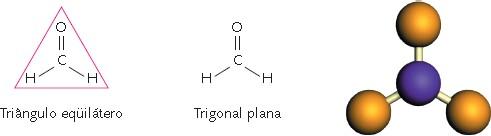 O
C
H H
Triângulo eqüilátero
O
C
H H
Trigonal plana